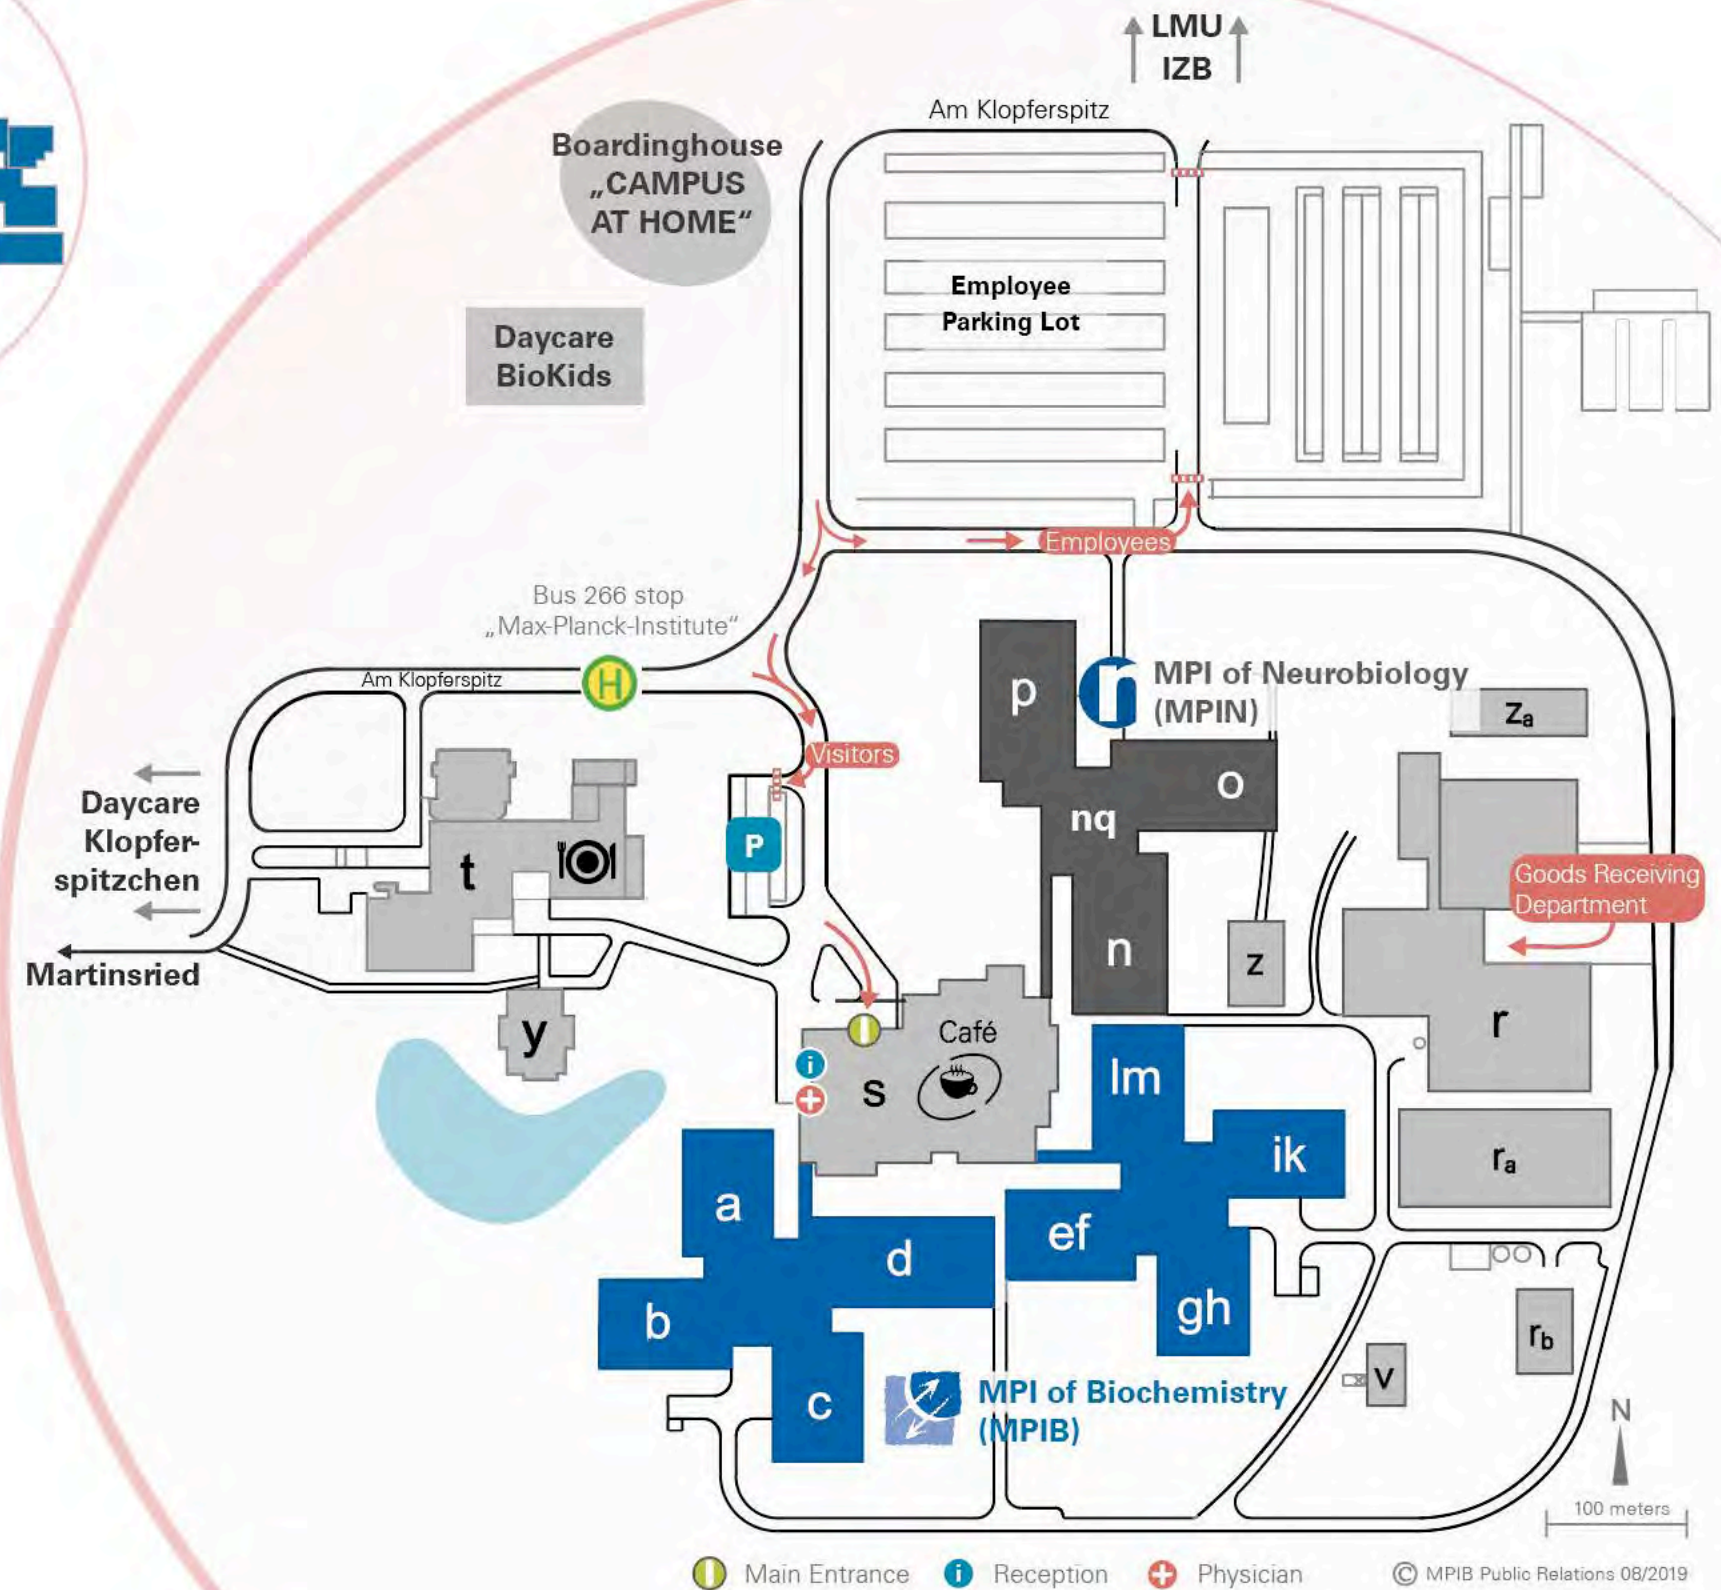 LMU
IZB
Am Klopferspitz
Boardinghouse
„CAMPUS
AT HOME“
Employee
Parking Lot
Daycare
BioKids
Employees
Bus 266 stop
„Max-Planck-Institute“
H
Am Klopferspitz
p
n
MPI of Neurobiology
(MPIN)
za
Visitors
o
nq
Daycare
Klopfer-
spitzchen
t
P
Goods Receiving
Department
n
z
Martinsried
y
Café
i
s
r
lm
ik
ra
a
ef
d
b
gh
rb
c
v
MPI of Biochemistry
(MPIB)
N
100 meters
Main Entrance
i Reception
Physician
© MPIB Public Relations 08/2019